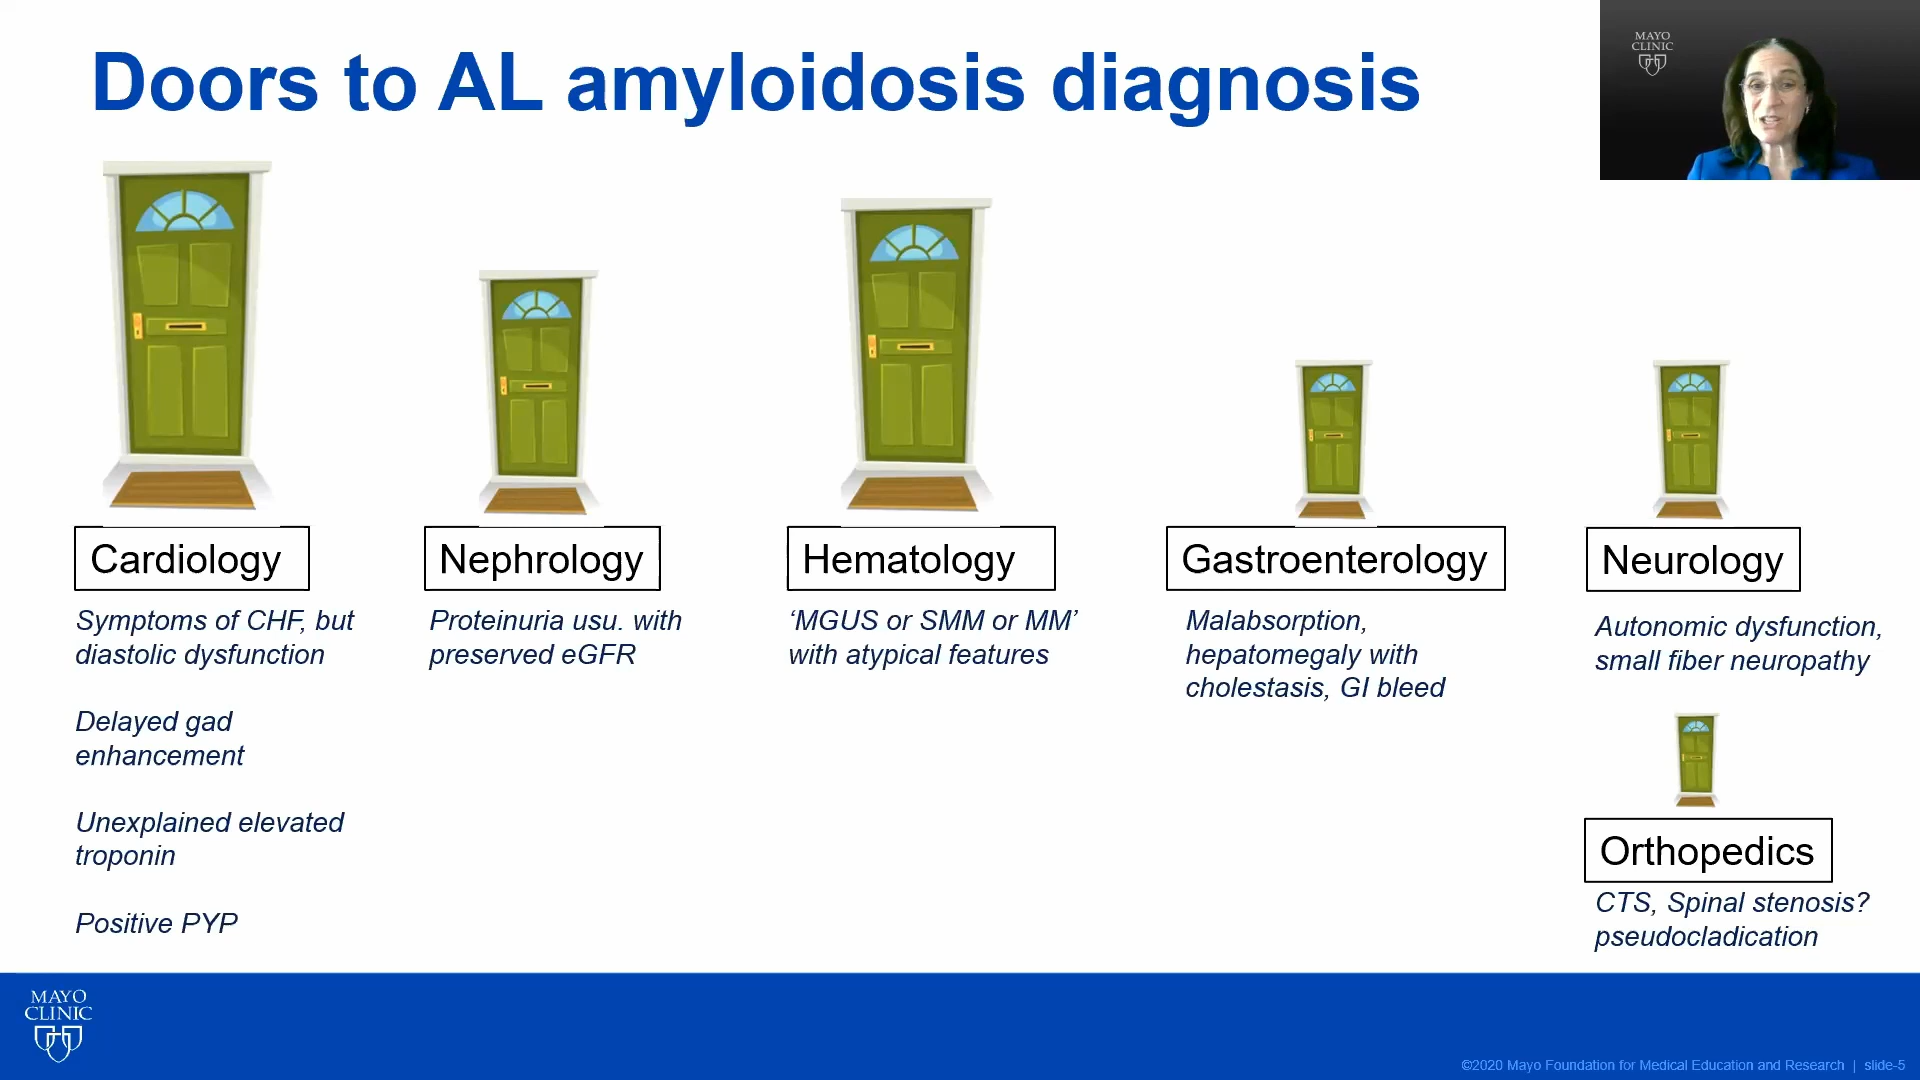 Doors to AL amyloidosis diagnosis
MAYO
CLINIC
Cardiology
Symptoms of CHF, but
diastolic dysfunction
Delayed gad
enhancement
Unexplained elevated
troponin
Positive PYP
Nephrology
Proteinuria usu. with
preserved eGFR
Hematology
‘MGUS or SMM or MM’
with atypical features
Gastroenterology
Malabsorption,
hepatomegaly with
cholestasis, GI bleed
Neurology
Autonomic dysfunction,
small fiber neuropathy
Orthopedics
CTS, Spinal stenosis?
pseudocladication
MAYO
CLINIC
©2020 Mayo Foundation for Medical Education and Research | slide-5